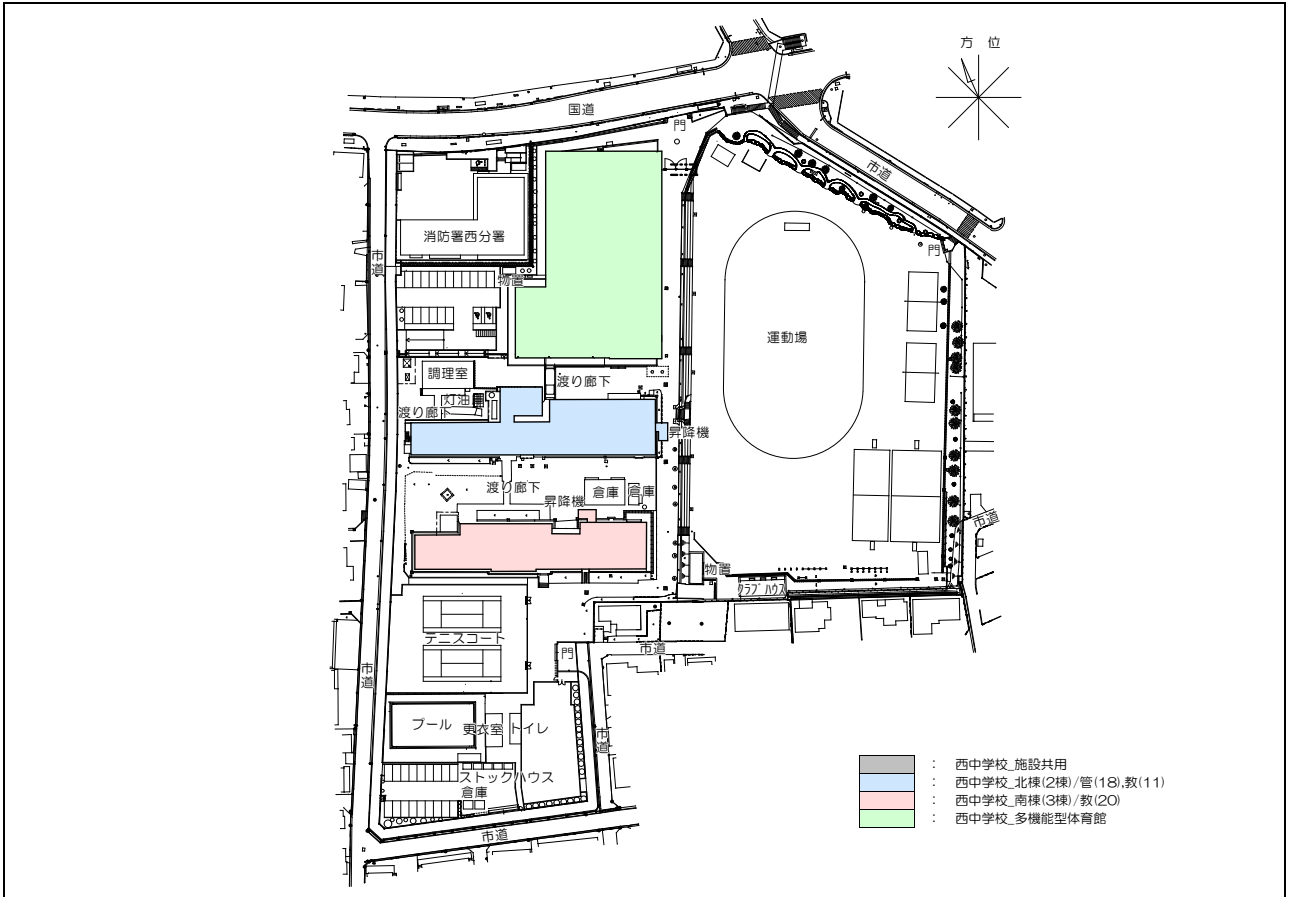 方 位
国道
門
市道
消防署西分署
市道
物置
門
運動場
調理室
渡り廊下
灯油
渡り廊下
昇降機
渡り廊下
倉庫
倉庫
昇降機
市道
物置
クラブハウス
テニスコート
市道
門
市道
プール
更衣室
トイレ
市道
ストックハウス
倉庫
市道
： 西中学校_施設共用
： 西中学校_北棟(2棟)/管(18),教(11)
： 西中学校_南棟(3棟)/教(20)
： 西中学校_多機能型体育館